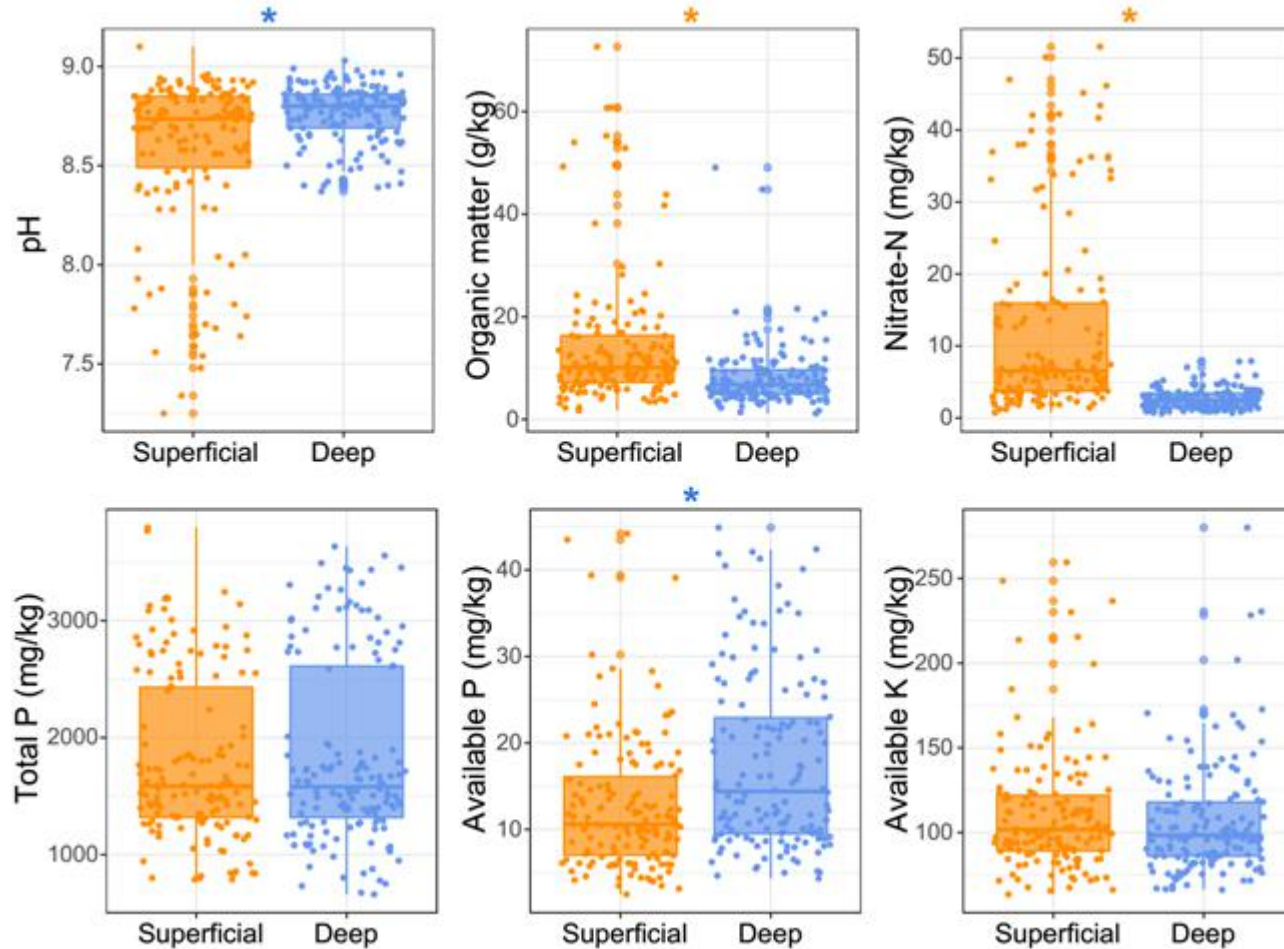 *
*
*
pH
9.0
8.5
8.0
7.5
Superficial
Deep
Organic matter (g/kg)
60
40
20
0
Superficial
Deep
Nitrate-N (mg/kg)
50
40
30
20
10
0
Superficial
Deep
*
Total P (mg/kg)
3000
2000
1000
Superficial
Deep
Available P (mg/kg)
40
30
20
10
Superficial
Deep
Available K (mg/kg)
250
200
150
100
Superficial
Deep